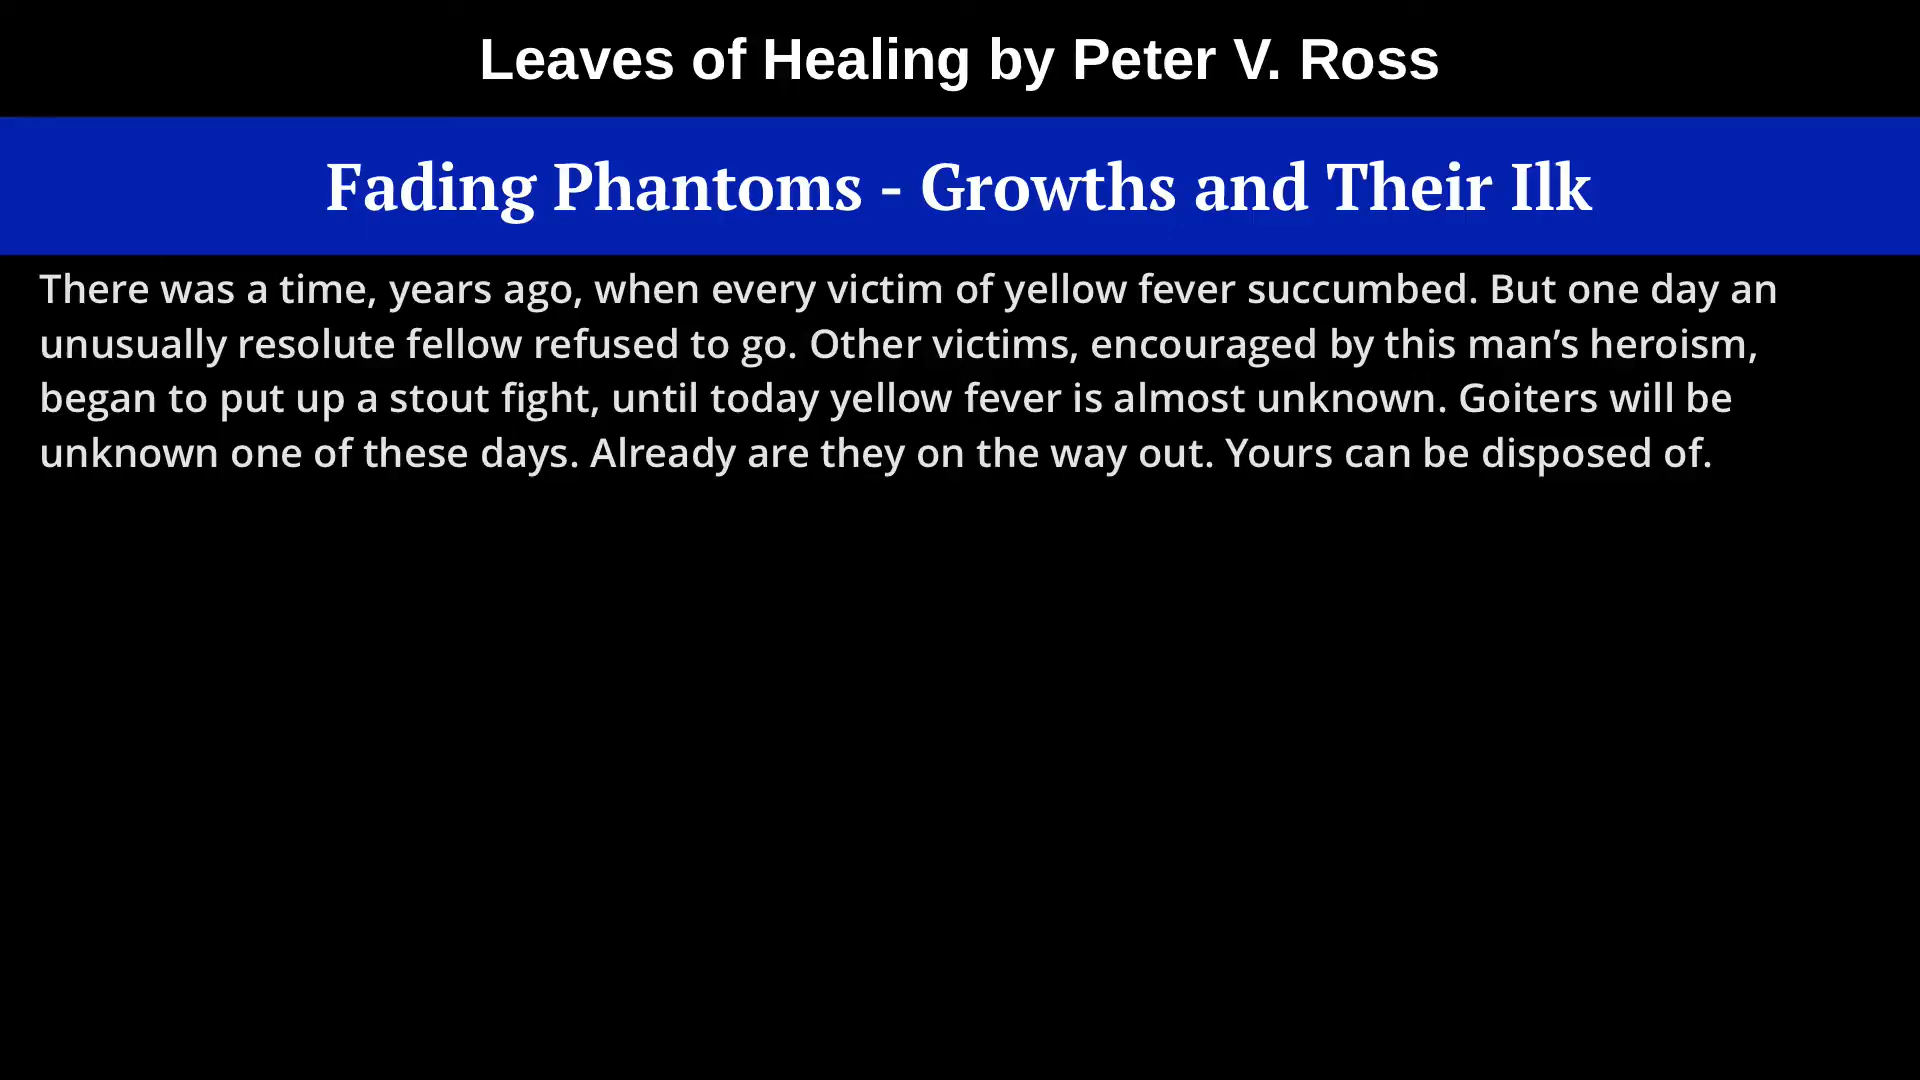 Leaves of Healing by Peter V. Ross
Fading Phantoms - Growths and Their Ilk
There was a time, years ago, when every victim of yellow fever succumbed. But one day an
unusually resolute fellow refused to go. Other victims, encouraged by this man’s heroism,
began to put up a stout fight, until today yellow fever is almost unknown. Goiters will be
unknown one of these days. Already are they on the way out. Yours can be disposed of.